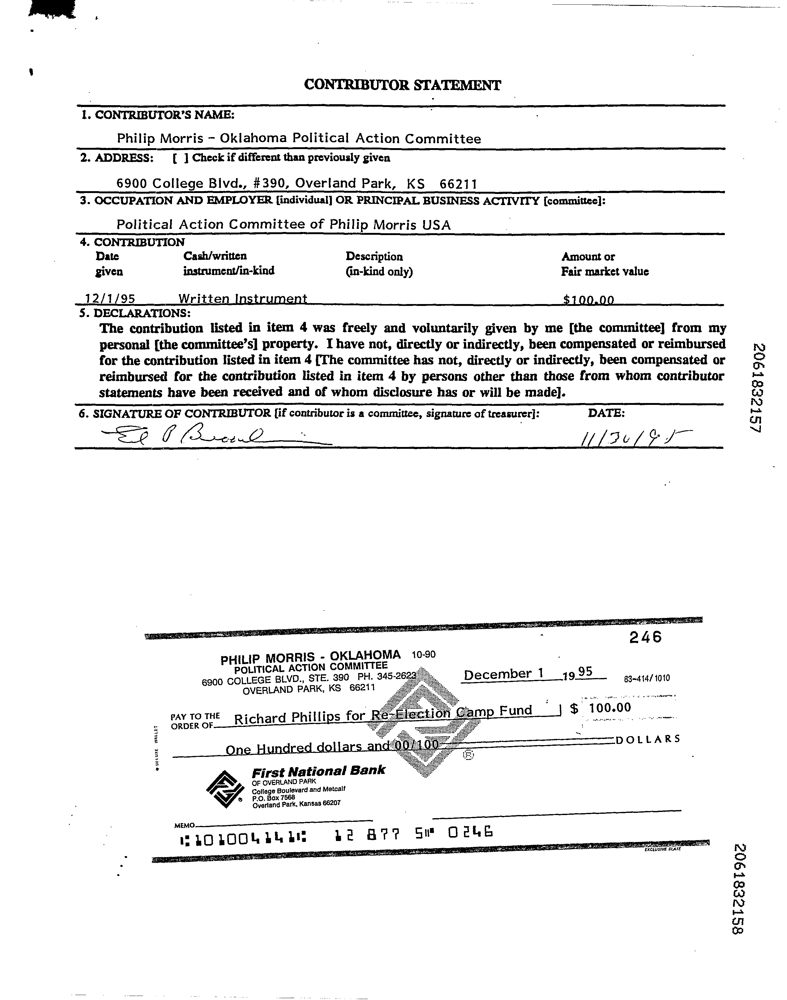 CONTRIBUTOR STATEMENT
1. CONTRIBUTOR'S NAME:
Philip Morris - Oklahoma Political Action Committee
2. ADDRESS: [ ] Check if different than previously given
6900 College Blvd., #390, Overland Park, KS 66211
3. OCCUPATION AND EMPLOYER [individual] OR PRINCIPAL BUSINESS ACTIVITY [committee]:
Political Action Committee of Philip Morris USA
4. CONTRIBUTION
Date Cash/written Description Amount or
given instrument/in-kind (in-kind only) Fair market value
12/1/95 Written Instrument $100.00
5. DECLARATIONS:
The contribution listed in item 4 was freely and voluntarily given by me [the committee] from my
personal [the committee's] property. I have not, directly or indirectly, been compensated or reimbursed
for the contribution listed in item 4 [The committee has not, directly or indirectly, been compensated or
reimbursed for the contribution listed in item 4 by persons other than those from whom contributor
statements have been received and of whom disclosure has or will be made].
6. SIGNATURE OF CONTRIBUTOR [if contributor is a committee, signature of treasurer]: DATE:
11/30/95
2061832157
246
PHILIP MORRIS - OKLAHOMA 10-90
POLITICAL ACTION COMMITTEE
6900 COLLEGE BLVD., STE. 390 PH. 345-2623
OVERLAND PARK, KS 66211
December 1 19 95 83-414/1010
PAY TO THE
ORDER OF Richard Phillips for Re-Election Camp Fund $ 100.00
One Hundred dollars and 00/100 DOLLARS
®
First National Bank
OF OVERLAND PARK
College Boulevard and Metcalf
P.O. Box 7568
Overland Park, Kansas 66207
MEMO
⑆101004141⑆ 12 877 5⑈ 0246
2061832158